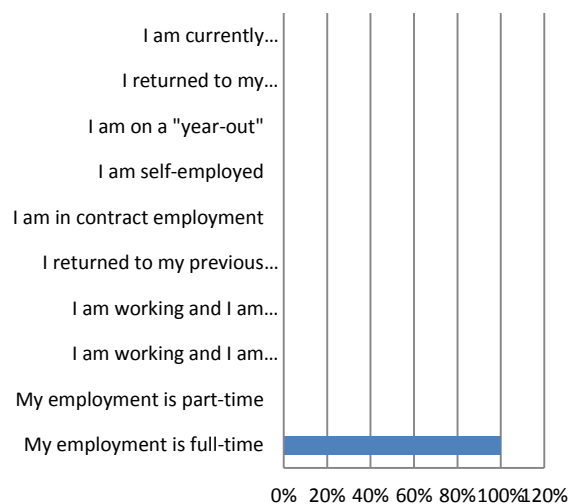 I am currently...
I returned to my...
I am on a "year-out"
I am self-employed
I am in contract employment
I returned to my previous...
I am working and I am...
I am working and I am...
My employment is part-time
My employment is full-time
0% 20% 40% 60% 80% 100% 120%